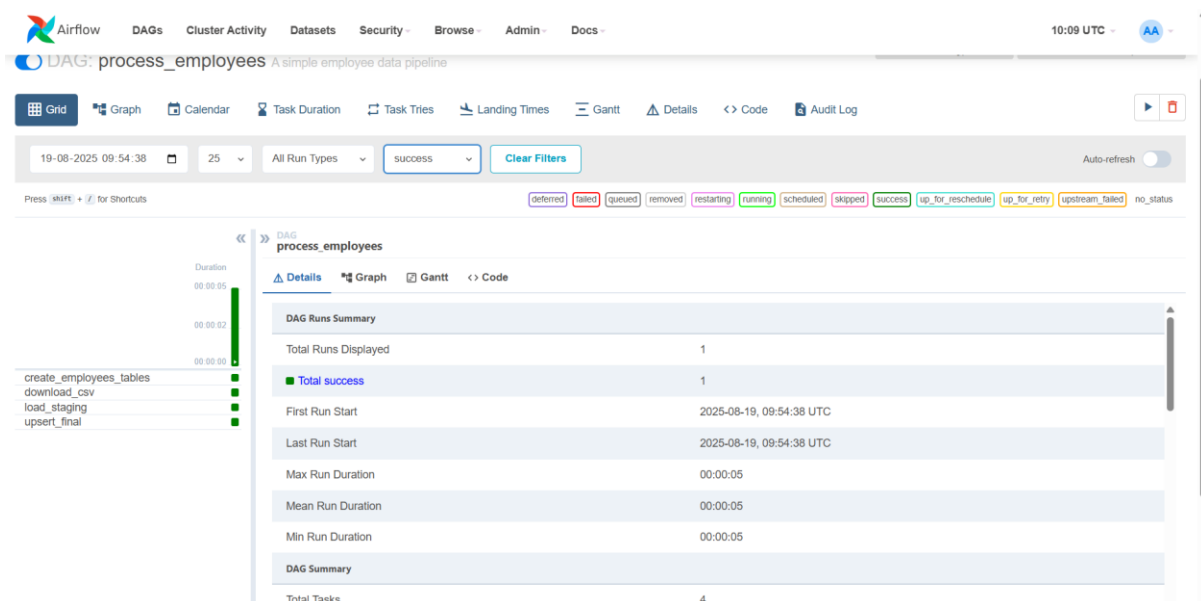 Airflow DAGs Cluster Activity Datasets Security Browse Admin Docs 10:09 UTC AA
DAG: process_employees A simple employee data pipeline
Grid Graph Calendar Task Duration Task Tries Landing Times Gantt Details <> Code Audit Log
19-08-2025 09:54:38 25 All Run Types success Clear Filters Auto-refresh
Press shift + / for Shortcuts deferred failed queued removed restarting running scheduled skipped success up_for_reschedule up_for_retry upstream_failed no_status
Duration
00:00:05
00:00:02
00:00:00
create_employees_tables
download_csv
load_staging
upsert_final
DAG
process_employees
Details Graph Gantt <> Code
DAG Runs Summary
Total Runs Displayed 1
Total success 1
First Run Start 2025-08-19, 09:54:38 UTC
Last Run Start 2025-08-19, 09:54:38 UTC
Max Run Duration 00:00:05
Mean Run Duration 00:00:05
Min Run Duration 00:00:05
DAG Summary
Total Tasks 4